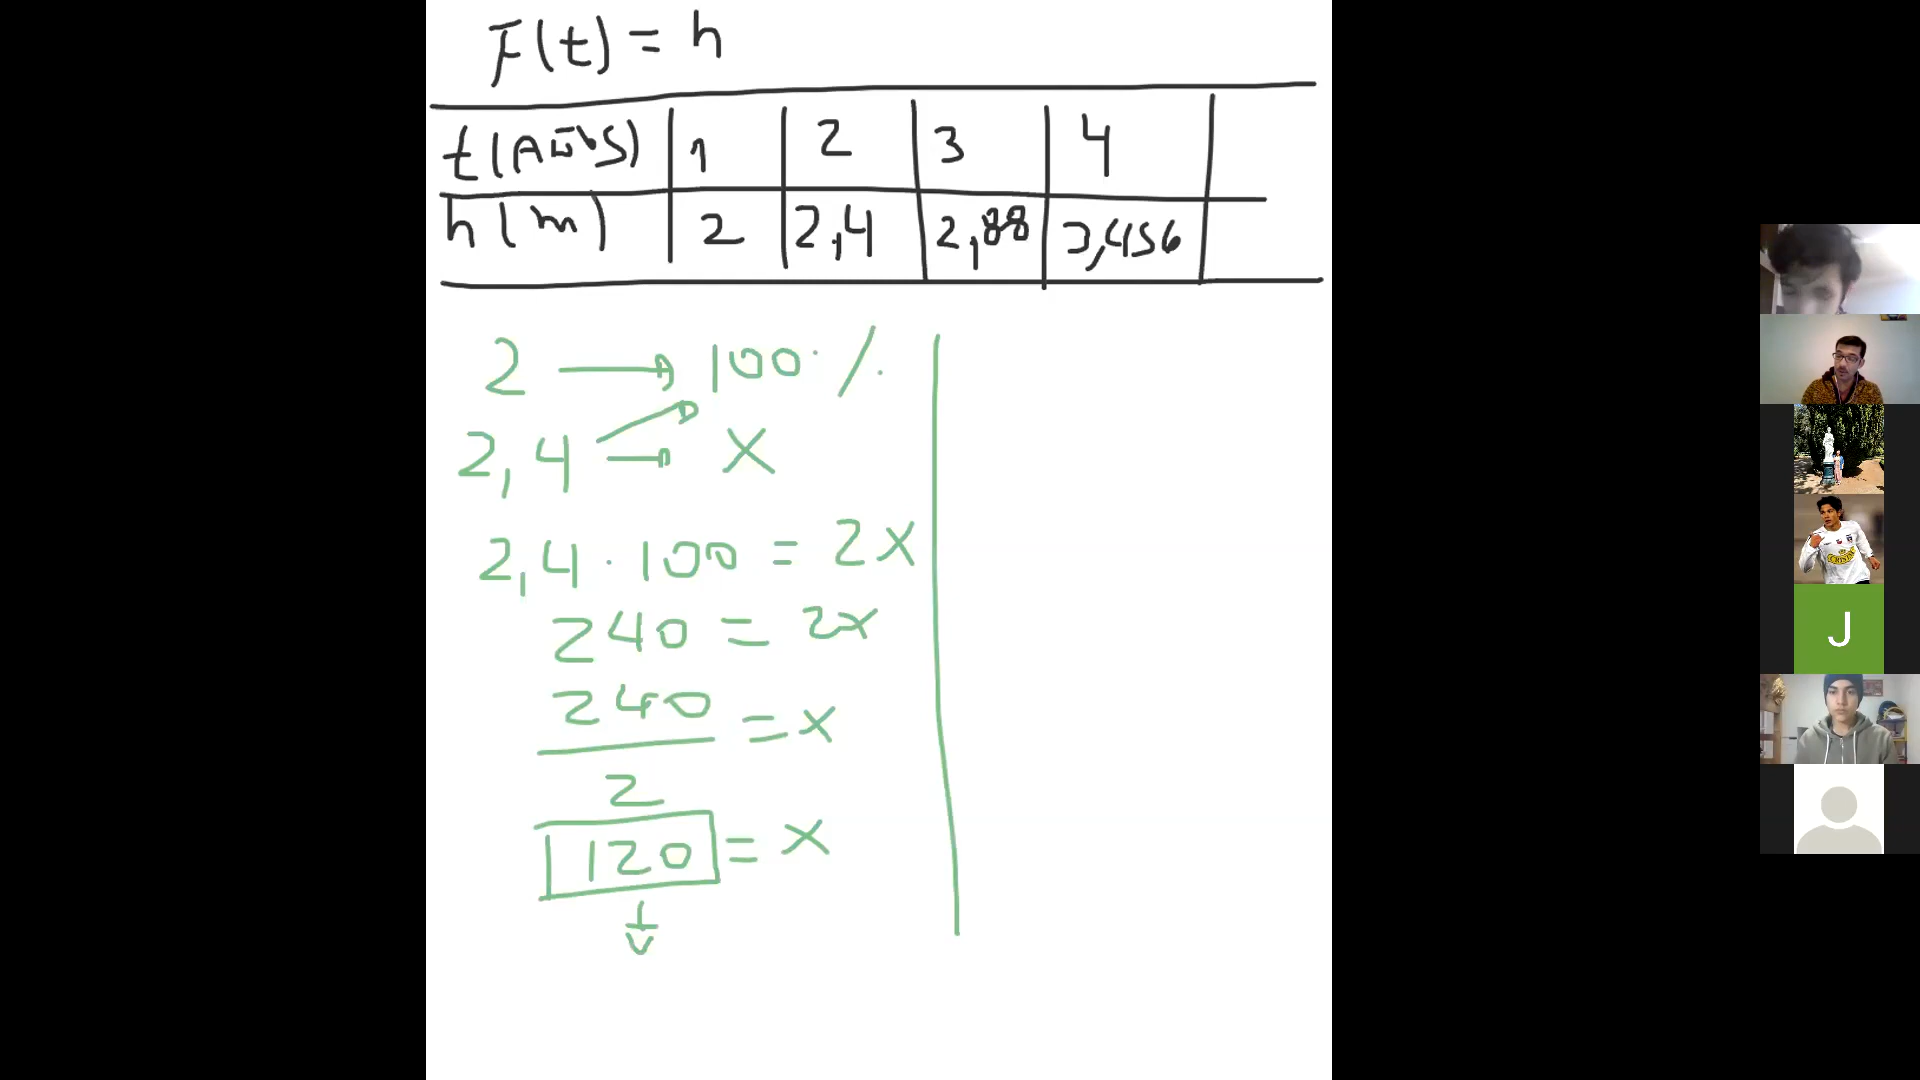 F(t) = h
t (AÑOS) 1 2 3 4
h (m) 2 2,4 2,88 3,456
2 → 100 %
2,4 → X
2,4 · 100 = 2X
240 = 2X
240
2
= X
120 = X
J
CRISTAL